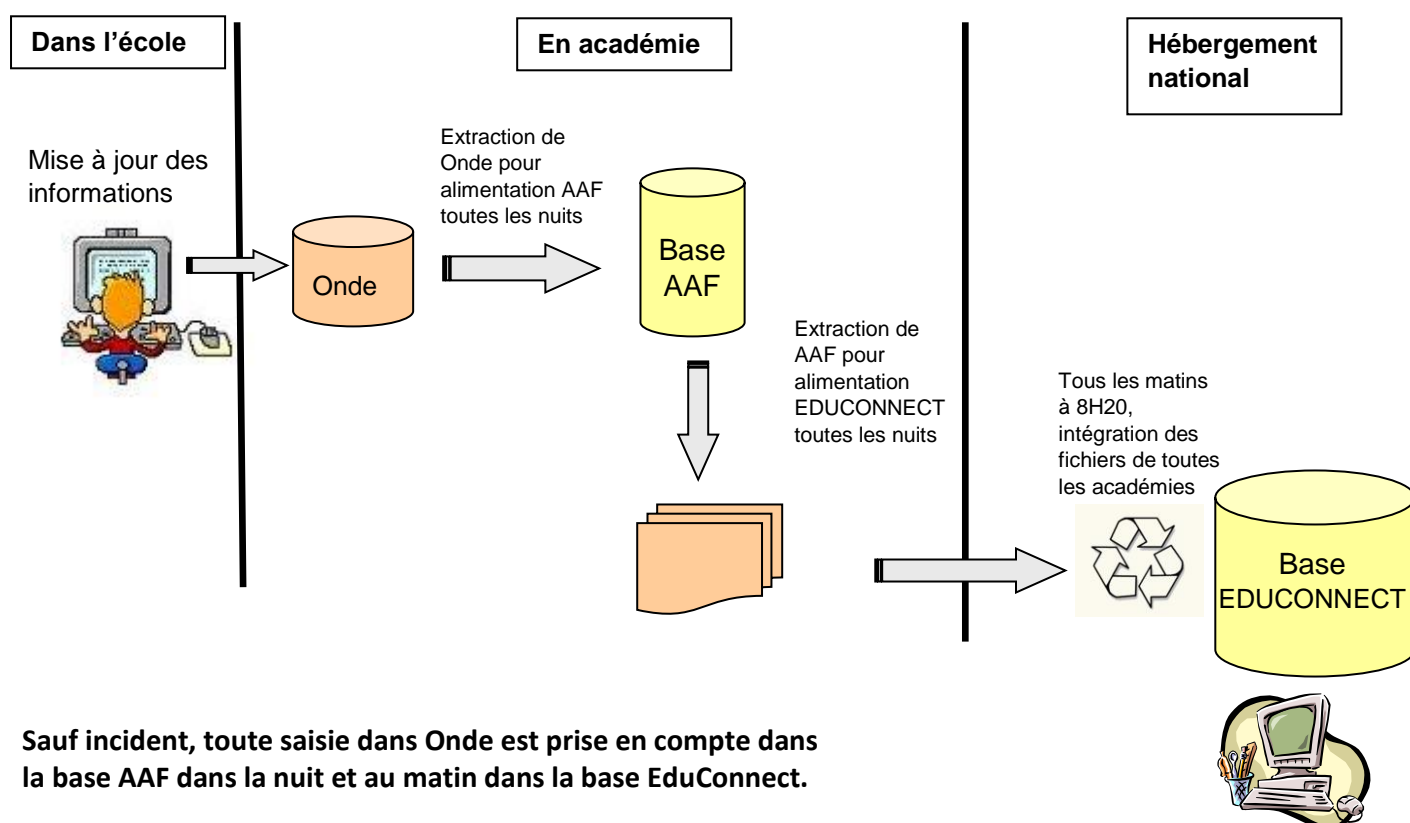 Dans l'école
En académie
Hébergement
national
Mise à jour des
informations
Onde
Extraction de
Onde pour
alimentation AAF
toutes les nuits
Base
AAF
Extraction de
AAF pour
alimentation
EDUCONNECT
toutes les nuits
Tous les matins
à 8H20,
intégration des
fichiers de toutes
les académies
Base
EDUCONNECT
Sauf incident, toute saisie dans Onde est prise en compte dans
la base AAF dans la nuit et au matin dans la base EduConnect.